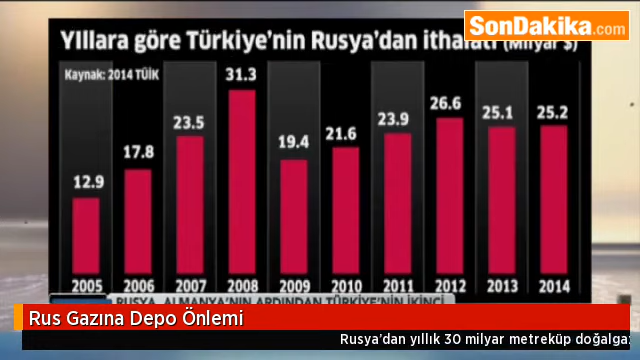 SonDakika.com
Yıllara göre Türkiye'nin Rusya'dan ithalatı (Milyar $)
Kaynak: 2014 TÜİK
12.9 17.8 23.5 31.3 19.4 21.6 23.9 26.6 25.1 25.2
2005 2006 2007 2008 2009 2010 2011 2012 2013 2014
RUSYA, ALMANYA'NIN ARDINDAN TÜRKİYE'NİN İKİNCİ
Rus Gazına Depo Önlemi
Rusya'dan yıllık 30 milyar metreküp doğalga